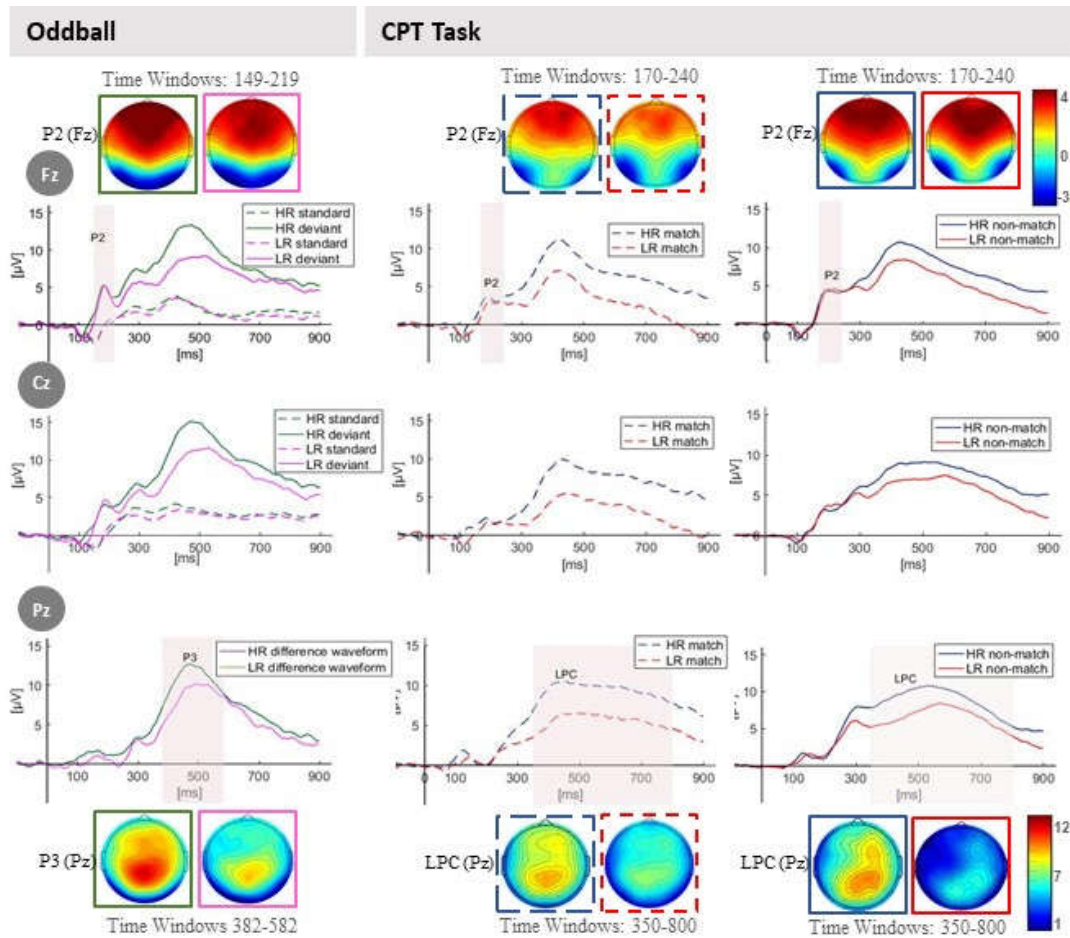 Oddball
CPT Task
Time Windows: 149-219
Time Windows: 170-240
Time Windows: 170-240
P2 (Fz)
P2 (Fz)
P2 (Fz)
4
0
-3
Fz
15
10
5
0
[µV]
P2
HR standard
HR deviant
LR standard
LR deviant
100 300 500 700 900
[ms]
15
10
5
0
[µV]
P2
HR match
LR match
100 300 500 700 900
[ms]
15
10
5
0
[µV]
P2
HR non-match
LR non-match
100 300 500 700 900
[ms]
Cz
15
10
5
[µV]
HR standard
HR deviant
LR standard
LR deviant
100 300 500 700 900
[ms]
15
10
5
[µV]
HR match
LR match
100 300 500 700 900
[ms]
15
10
5
0
[µV]
HR non-match
LR non-match
100 300 500 700 900
[ms]
Pz
15
10
5
[µV]
P3
HR difference waveform
LR difference waveform
0 100 300 500 700 900
[ms]
15
10
5
LPC
HR match
LR match
0 100 300 500 700 900
[ms]
15
10
5
LPC
HR non-match
LR non-match
0 100 300 500 700 900
[ms]
P3 (Pz)
LPC (Pz)
LPC (Pz)
12
7
1
Time Windows 382-582
Time Windows: 350-800
Time Windows: 350-800